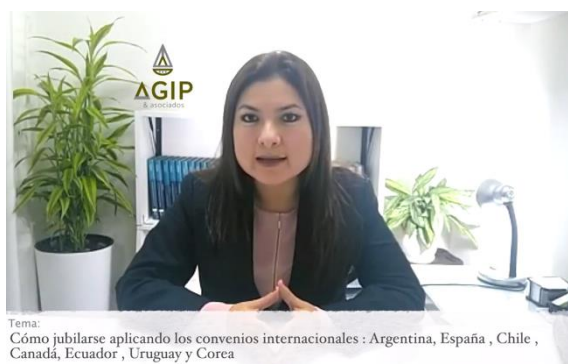 AGIP
& asociados
Tema:
Cómo jubilarse aplicando los convenios internacionales : Argentina, España , Chile ,
Canadá, Ecuador , Uruguay y Corea